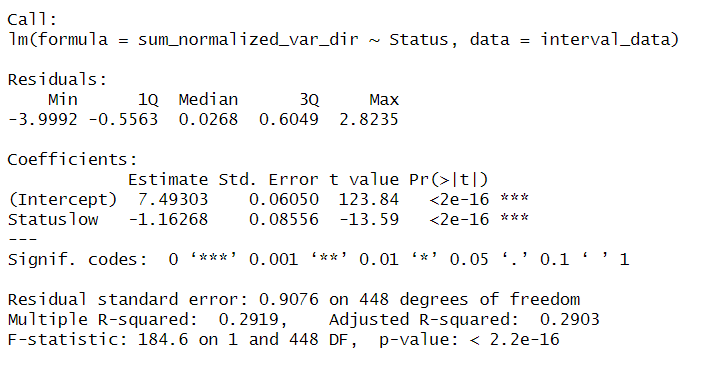 Call:
lm(formula = sum_normalized_var_dir ~ Status, data = interval_data)
Residuals:
    Min      1Q  Median      3Q     Max
-3.9992 -0.5563  0.0268  0.6049  2.8235
Coefficients:
            Estimate Std. Error t value Pr(>|t|)
(Intercept)  7.49303    0.06050  123.84   <2e-16 ***
Statuslow   -1.16268    0.08556  -13.59   <2e-16 ***
---
Signif. codes:  0 ‘***’ 0.001 ‘**’ 0.01 ‘*’ 0.05 ‘.’ 0.1 ‘ ’ 1
Residual standard error: 0.9076 on 448 degrees of freedom
Multiple R-squared:  0.2919,    Adjusted R-squared:  0.2903
F-statistic: 184.6 on 1 and 448 DF,  p-value: < 2.2e-16